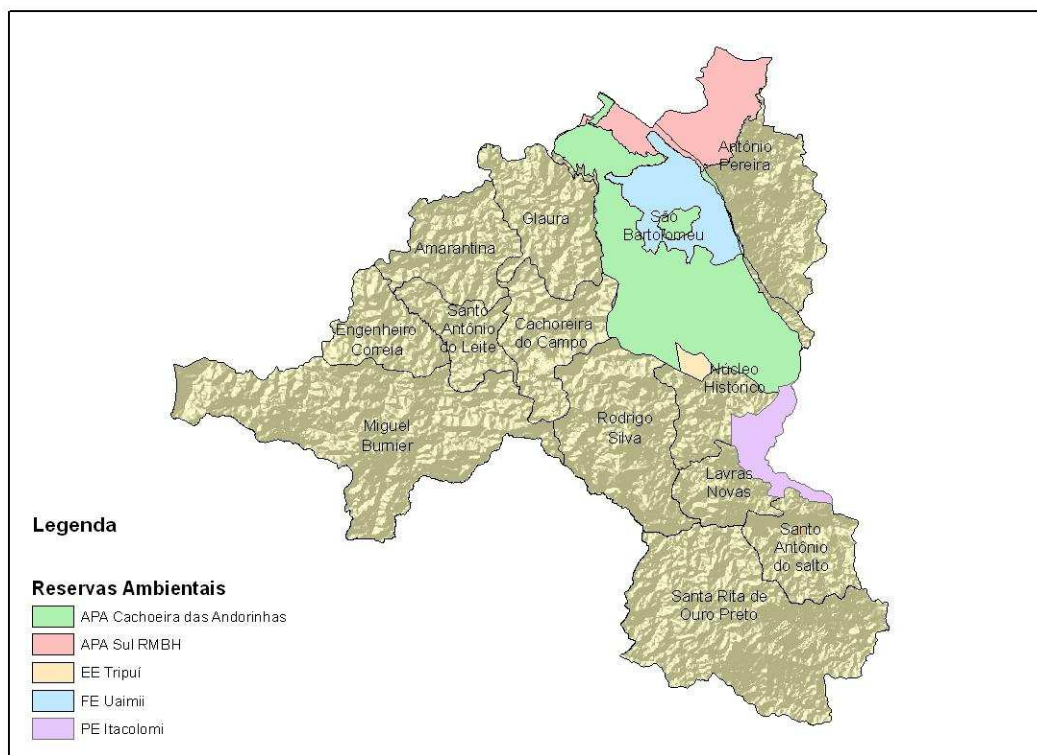 António
Pereira
São
Bartolomeu
Glaura
Amarantina
Santo
Antônio
do Leite
Cachoreira
do Campo
Engenheiro
Correia
Núcleo
Histórico
Miguel
Burnier
Rodrigo
Silva
Lavras
Novas
Santo
Antônio
do salto
Santa Rita de
Ouro Preto
Legenda
Reservas Ambientais
APA Cachoeira das Andorinhas
APA Sul RMBH
EE Tripuí
FE Uaimii
PE Itacolomi